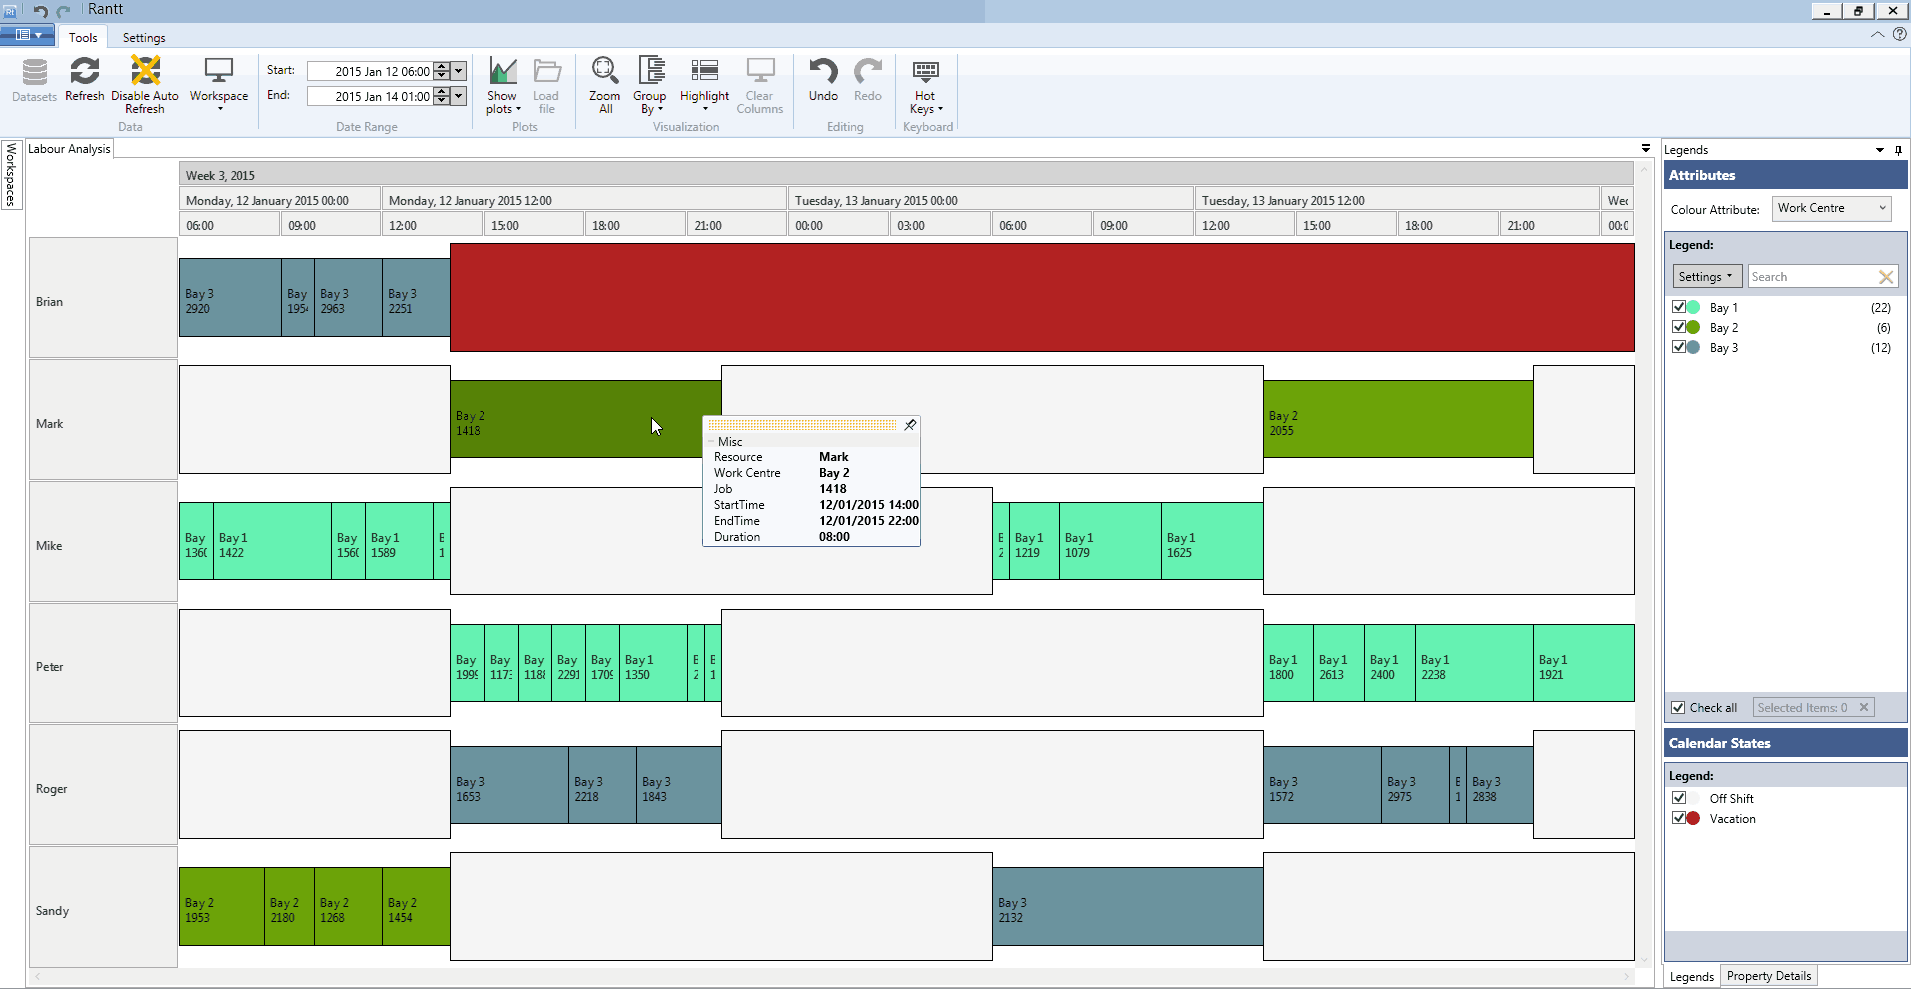 Rantt
Tools Settings
Datasets Refresh Disable Auto Refresh Workspace
Data
Start: 2015 Jan 12 06:00
End: 2015 Jan 14 01:00
Date Range
Show plots Load file
Plots
Zoom All Group By Highlight Clear Columns
Visualization
Undo Redo
Editing
Hot Keys
Keyboard
Workspaces
Labour Analysis
Week 3, 2015
Monday, 12 January 2015 00:00 Monday, 12 January 2015 12:00 Tuesday, 13 January 2015 00:00 Tuesday, 13 January 2015 12:00 Wec
06:00 09:00 12:00 15:00 18:00 21:00 00:00 03:00 06:00 09:00 12:00 15:00 18:00 21:00 00:(
Brian
Bay 3 Bay Bay 3 Bay 3
2920 195 2963 2251
Mark
Bay 2 Bay 2
1418 2055
Misc
Resource Mark
Work Centre Bay 2
Job 1418
StartTime 12/01/2015 14:00
EndTime 12/01/2015 22:00
Duration 08:00
Mike
Bay Bay 1 Bay Bay 1 B Bay 1 Bay 1 Bay 1
136 1422 156 1589 1 2 1219 1079 1625
Peter
Bay Bay Bay Bay Bay Bay 1 Bay 1 Bay 1 Bay 1 Bay 1 Bay 1
199 117 118 229 170 1350 2 1 1800 2613 2400 2238 1921
Roger
Bay 3 Bay 3 Bay 3 Bay 3 Bay 3 Bay 3
1653 2218 1843 1572 2975 1 2838
Sandy
Bay 2 Bay 2 Bay 2 Bay 2 Bay 3
1953 2180 1268 1454 2132
Legends
Attributes
Colour Attribute: Work Centre
Legend:
Settings Search
Bay 1 (22)
Bay 2 (6)
Bay 3 (12)
Check all Selected Items: 0
Calendar States
Legend:
Off Shift
Vacation
Legends Property Details